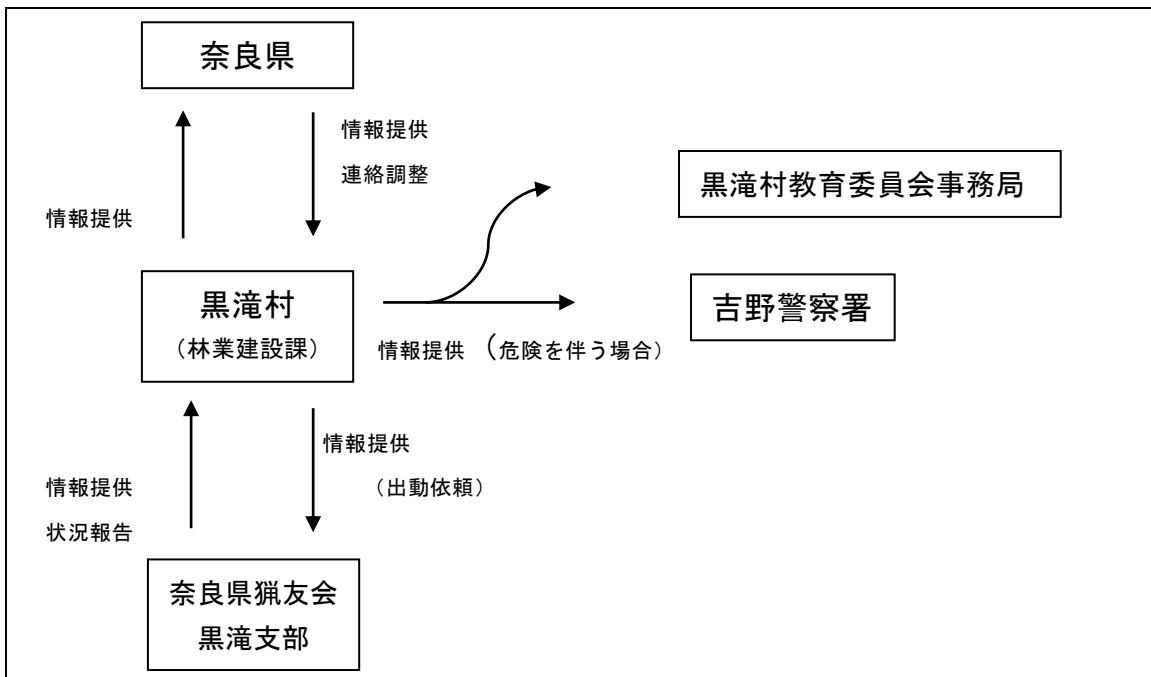 奈良県
情報提供
連絡調整
情報提供
黒滝村教育委員会事務局
黒滝村
（林業建設課）
吉野警察署
情報提供 （危険を伴う場合）
情報提供
（出動依頼）
情報提供
状況報告
奈良県猟友会
黒滝支部